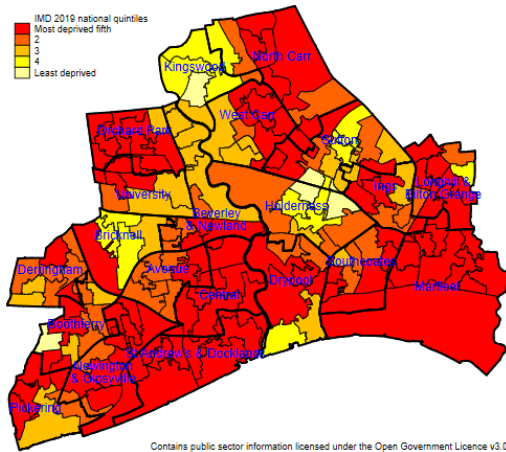 IMD 2019 national quintiles
Most deprived fifth
2
3
4
Least deprived
North Carr
Kingswood
West Carr
Orchard Park
Sutton
Ings
Longhill &
Bilton Grange
University
Holderness
Beverley
& Newland
Bricknell
Southcoates
Derringham
Avenue
Drypool
Central
Marfleet
Boothferry
St Andrew's & Docklands
Newington
& Gipsyville
Pickering
Contains public sector information licensed under the Open Government Licence v3.0